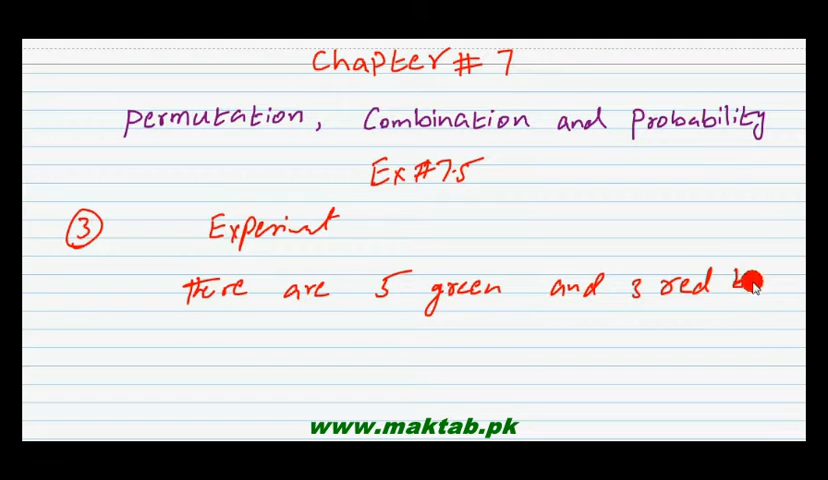 Chapter # 7
Permutation, Combination and Probability
Ex # 7.5
3 Experimt
there are 5 green and 3 red
www.maktab.pk